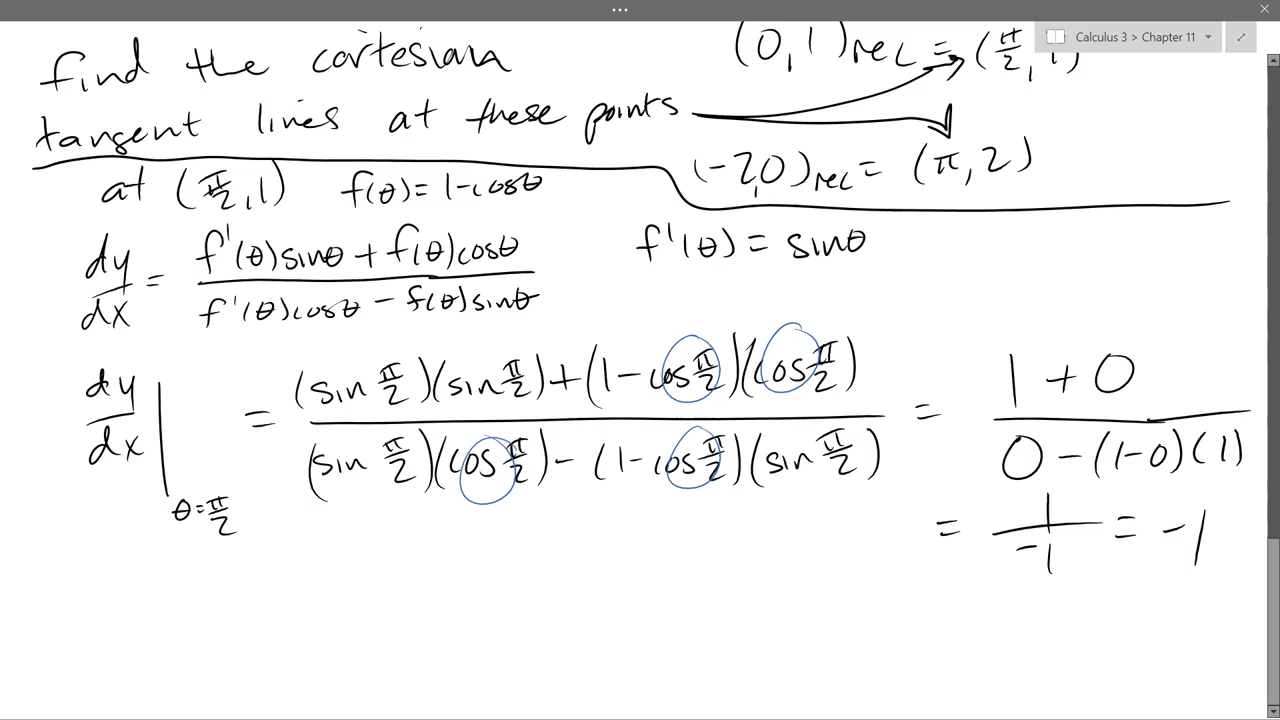 Calculus 3 > Chapter 11
find the cartesian
tangent lines at these points
(0,1)rec = (π/2, 1)
(-2,0)rec = (π, 2)
at (π/2, 1) f(θ) = 1-cosθ
dy/dx = (f'(θ)sinθ + f(θ)cosθ)/(f'(θ)cosθ - f(θ)sinθ)
f'(θ) = sinθ
dy/dx |θ=π/2 = ((sin π/2)(sin π/2) + (1-cos π/2)(cos π/2))/((sin π/2)(cos π/2) - (1-cos π/2)(sin π/2)) = (1+0)/(0-(1-0)(1))
= 1/-1 = -1